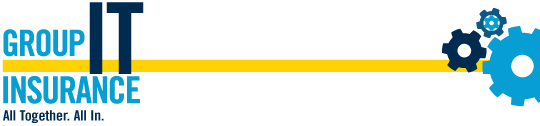 GROUP IT
INSURANCE
All Together. All In.